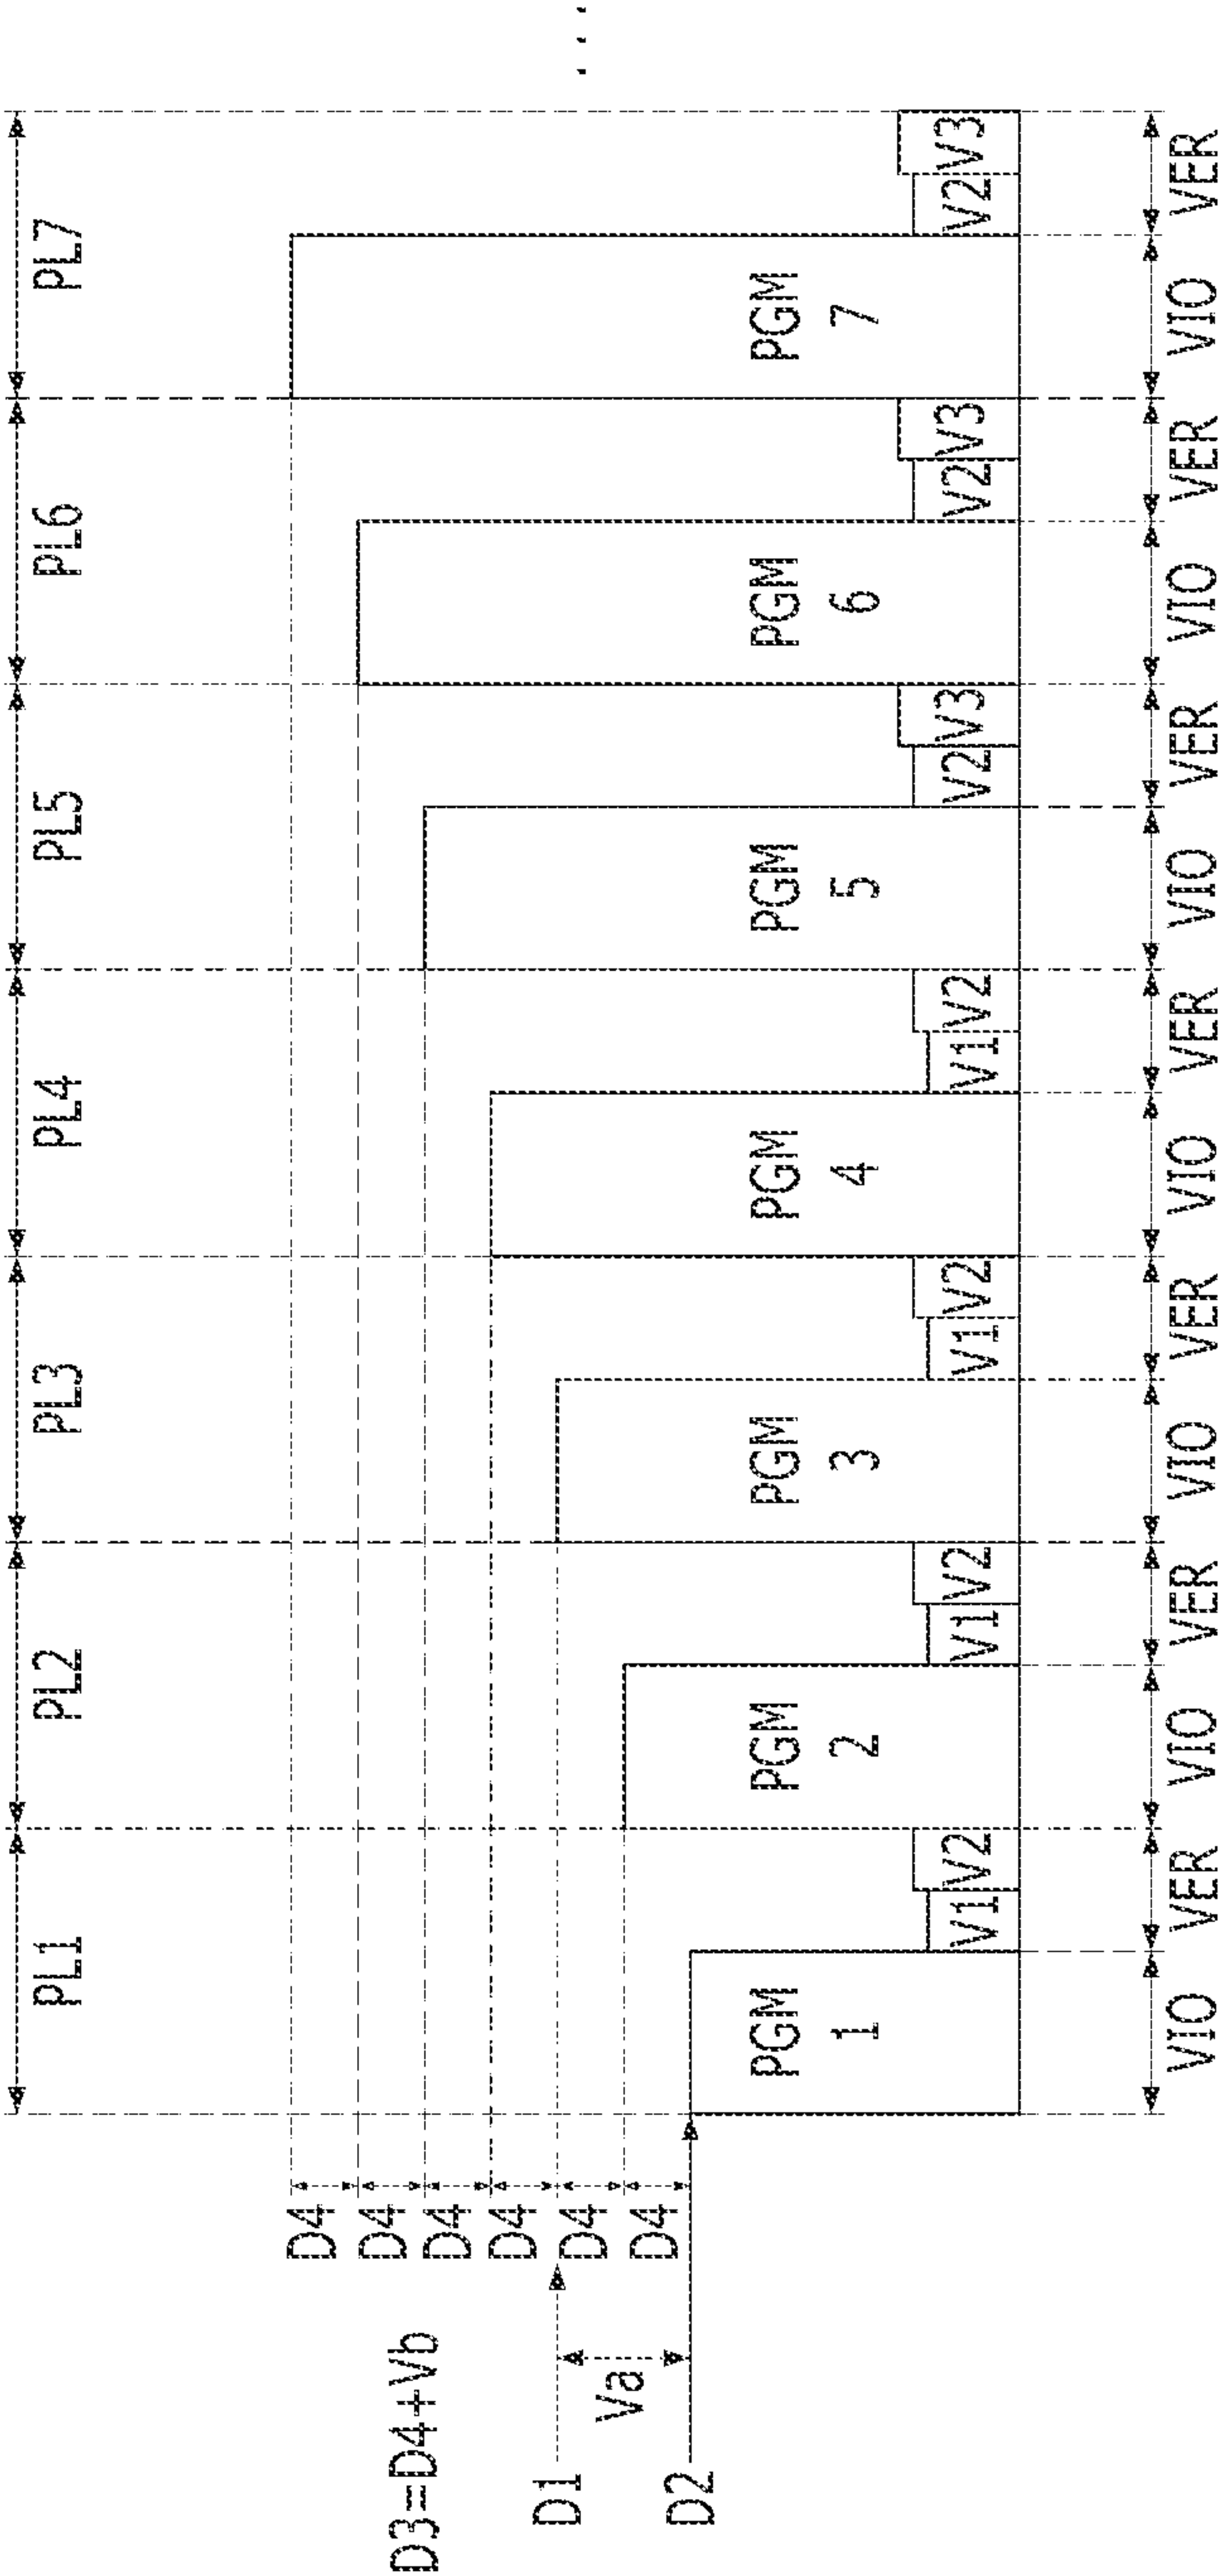 PL1 PL2 PL3 PL4 PL5 PL6 PL7
D4
D4
D3=D4+Vb
D4
D4
D1
D4
Va
D4
D2
PGM PGM PGM PGM PGM PGM PGM
1 2 3 4 5 6 7
V1 V2 V1 V2 V1 V2 V1 V2 V2 V3 V2 V3 V2 V3
VIO VER VIO VER VIO VER VIO VER VIO VER VIO VER VIO VER
...